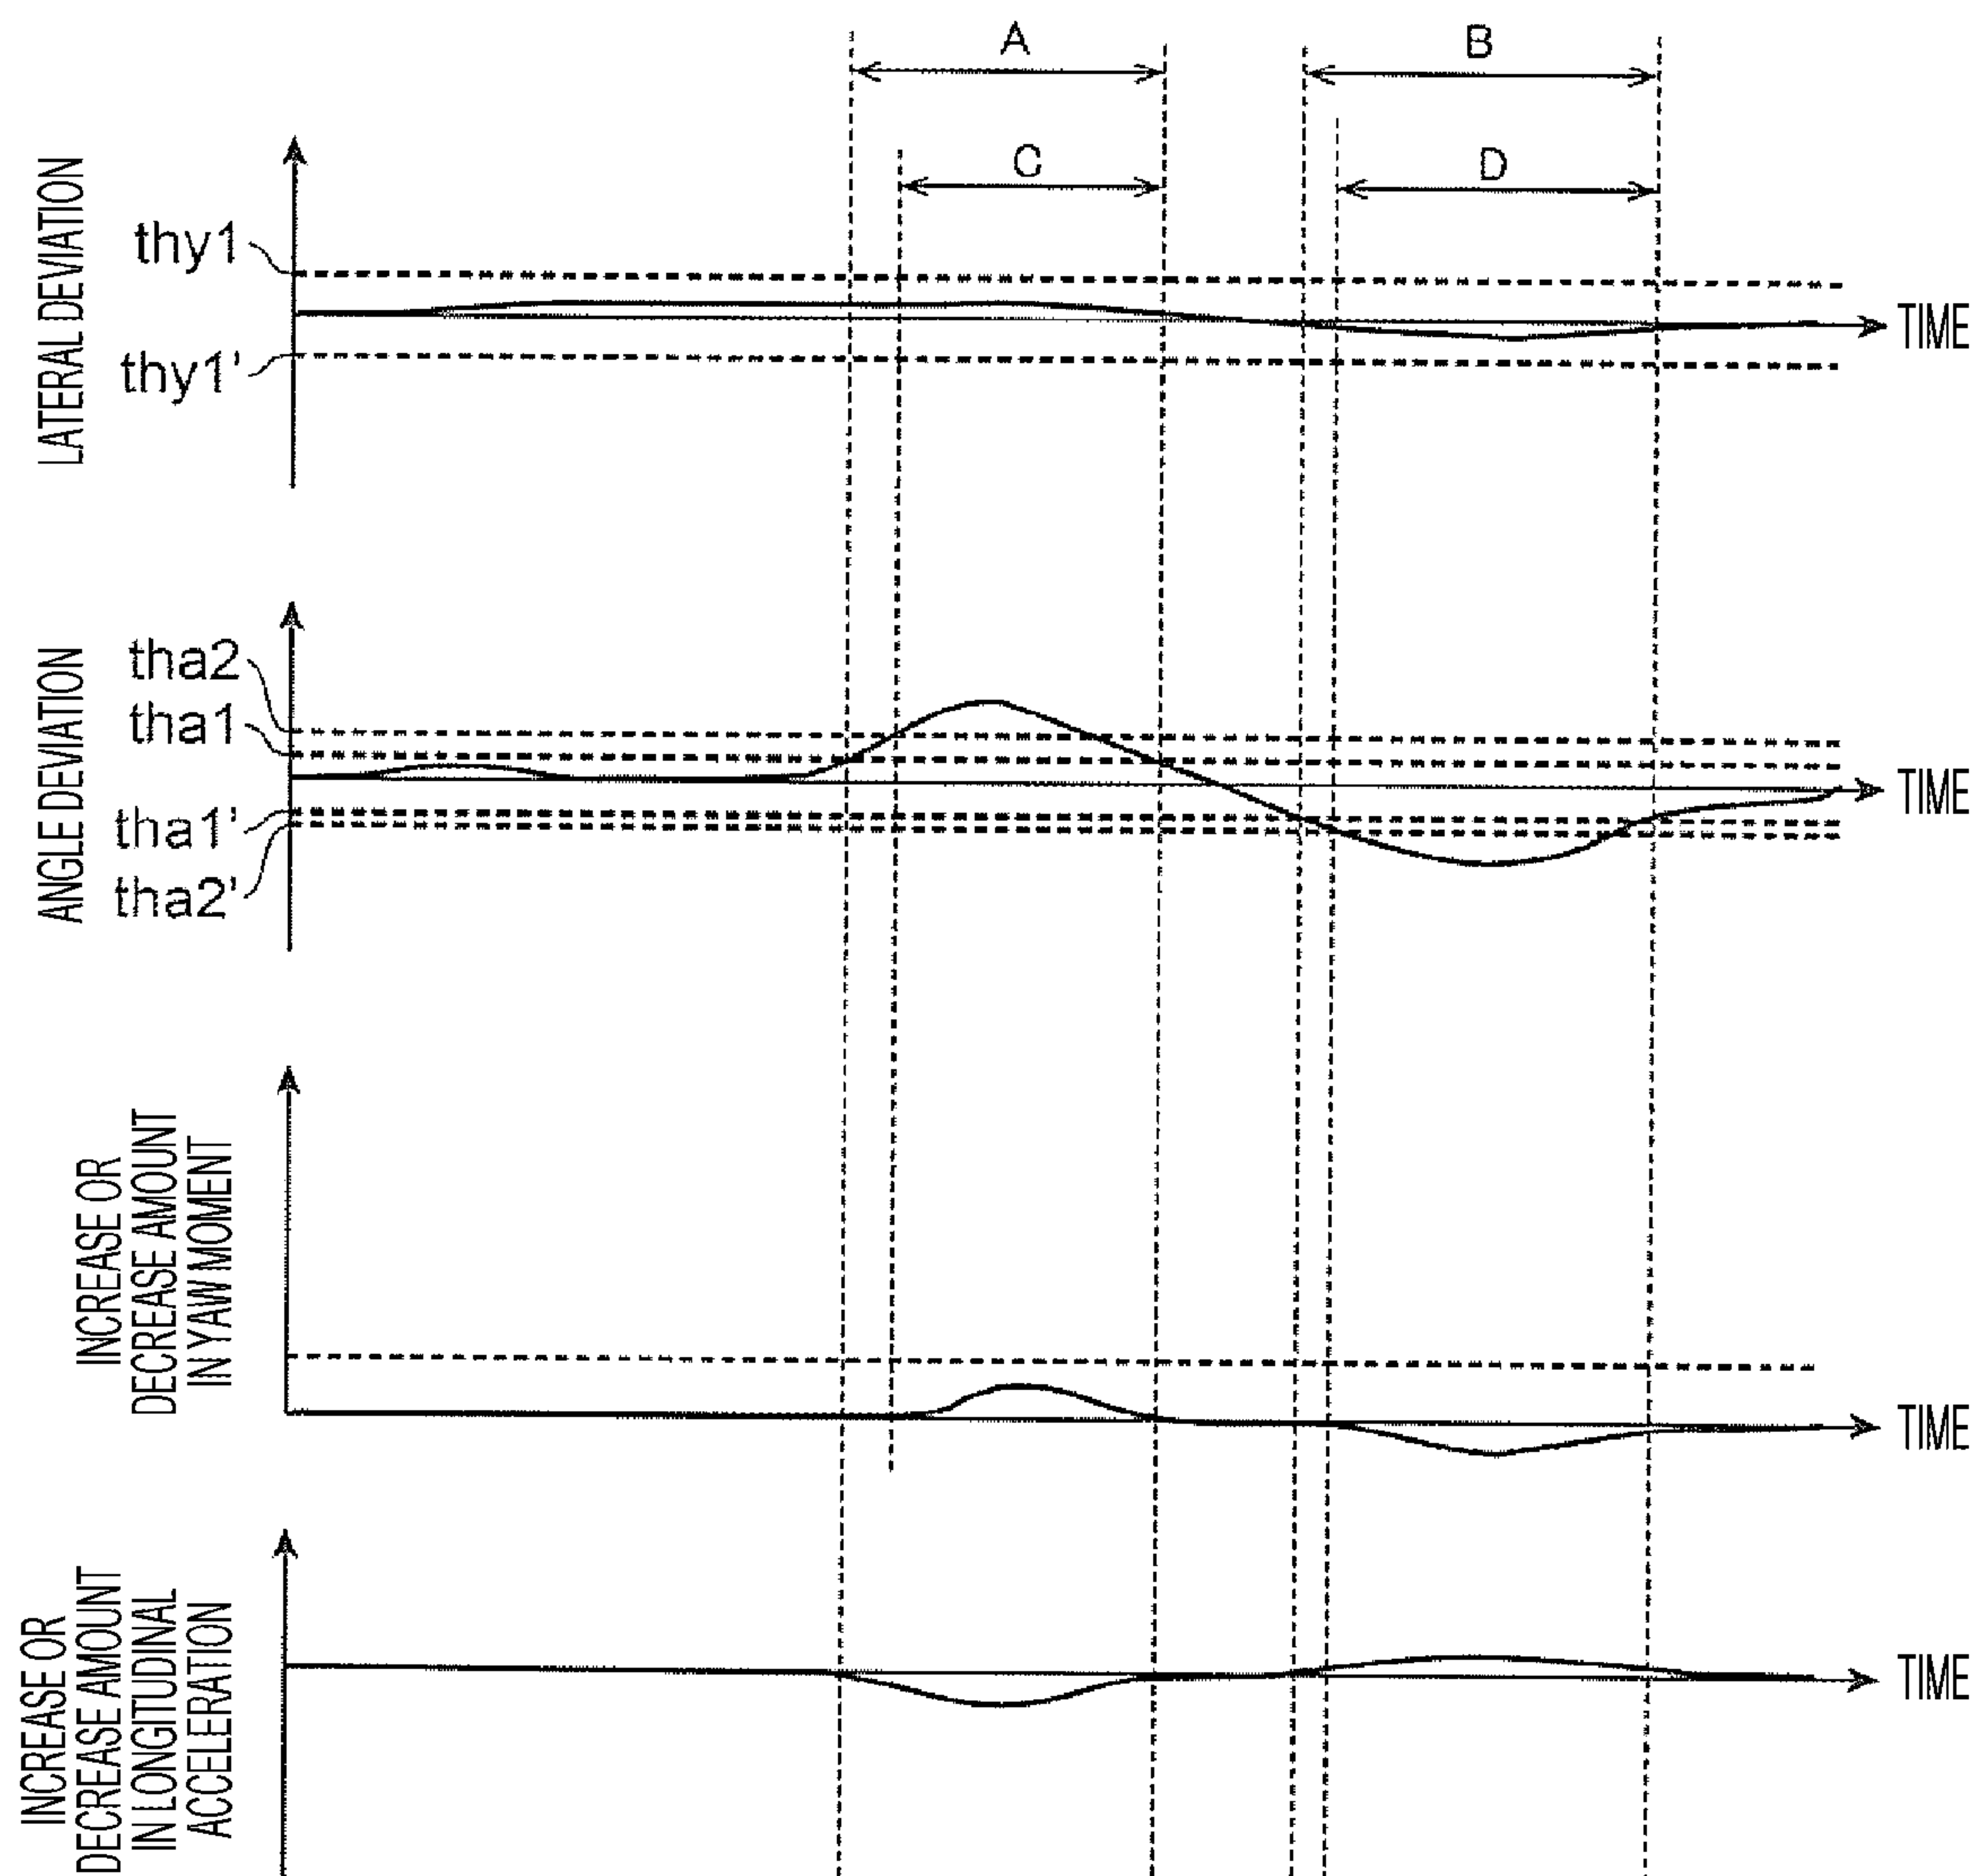 A
B
C
D
LATERAL DEVIATION
thy1
thy1'
TIME
ANGLE DEVIATION
tha2
tha1
tha1'
tha2'
TIME
INCREASE OR
DECREASE AMOUNT
IN YAW MOMENT
TIME
INCREASE OR
DECREASE AMOUNT
IN LONGITUDINAL
ACCELERATION
TIME